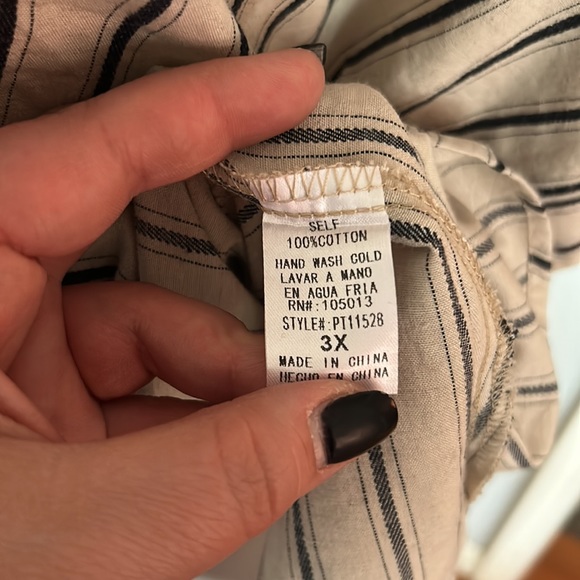 SELF
100%COTTON
HAND WASH COLD
LAVAR A MANO
EN AGUA FRIA
RN#:105013
STYLE#:PT11528
3X
MADE IN CHINA
HECHO EN CHINA